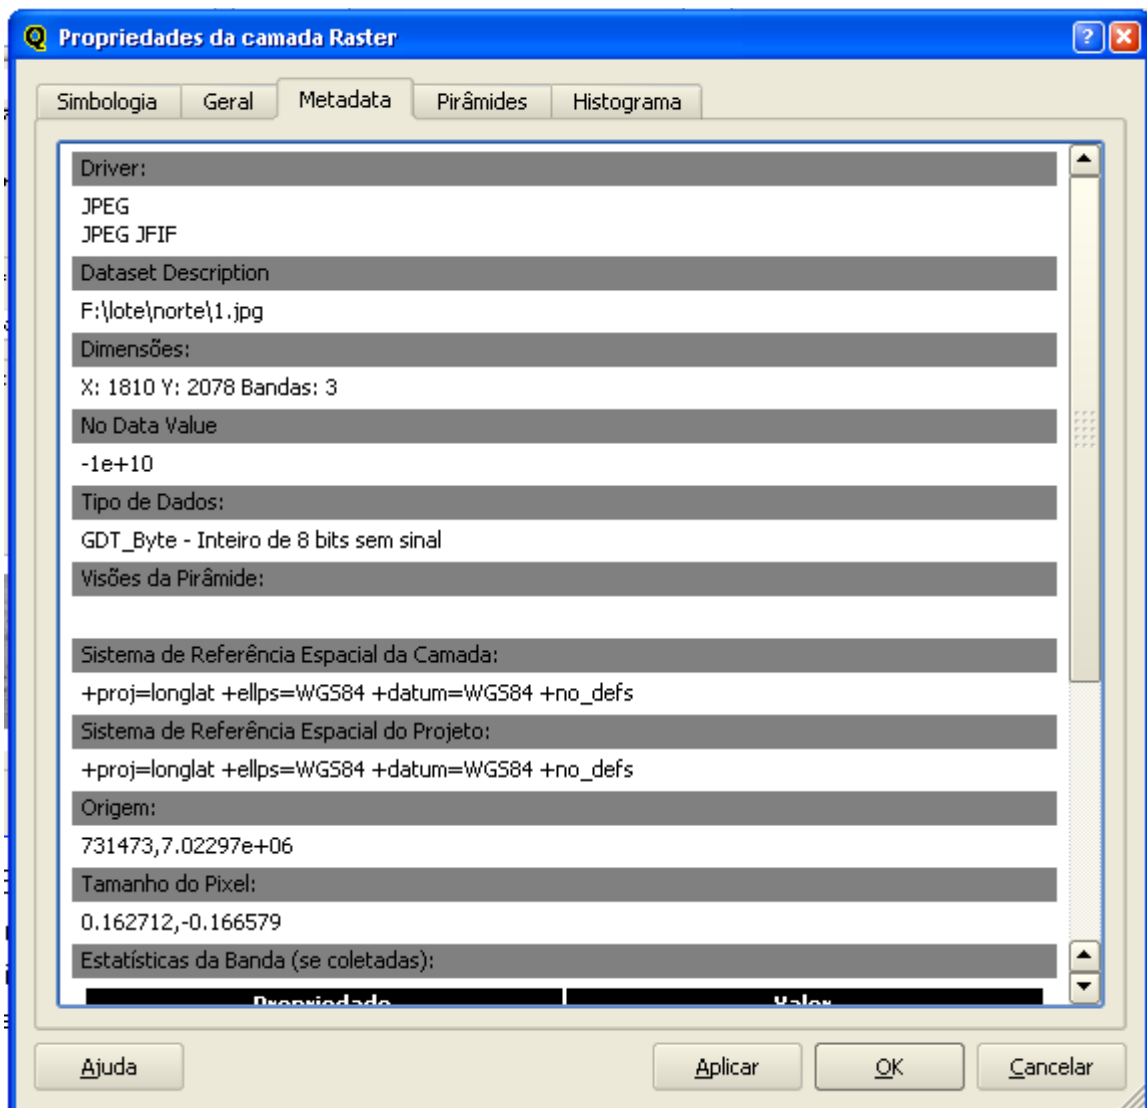 Propriedades da camada Raster
Simbologia Geral Metadata Pirâmides Histograma
Driver:
JPEG
JPEG JFIF
Dataset Description
F:\lote\norte\1.jpg
Dimensões:
X: 1810 Y: 2078 Bandas: 3
No Data Value
-1e+10
Tipo de Dados:
GDT_Byte - Inteiro de 8 bits sem sinal
Visões da Pirâmide:
Sistema de Referência Espacial da Camada:
+proj=longlat +ellps=WGS84 +datum=WGS84 +no_defs
Sistema de Referência Espacial do Projeto:
+proj=longlat +ellps=WGS84 +datum=WGS84 +no_defs
Origem:
731473,7.02297e+06
Tamanho do Pixel:
0.162712,-0.166579
Estatísticas da Banda (se coletadas):
Propriedade Valor
Ajuda Aplicar OK Cancelar